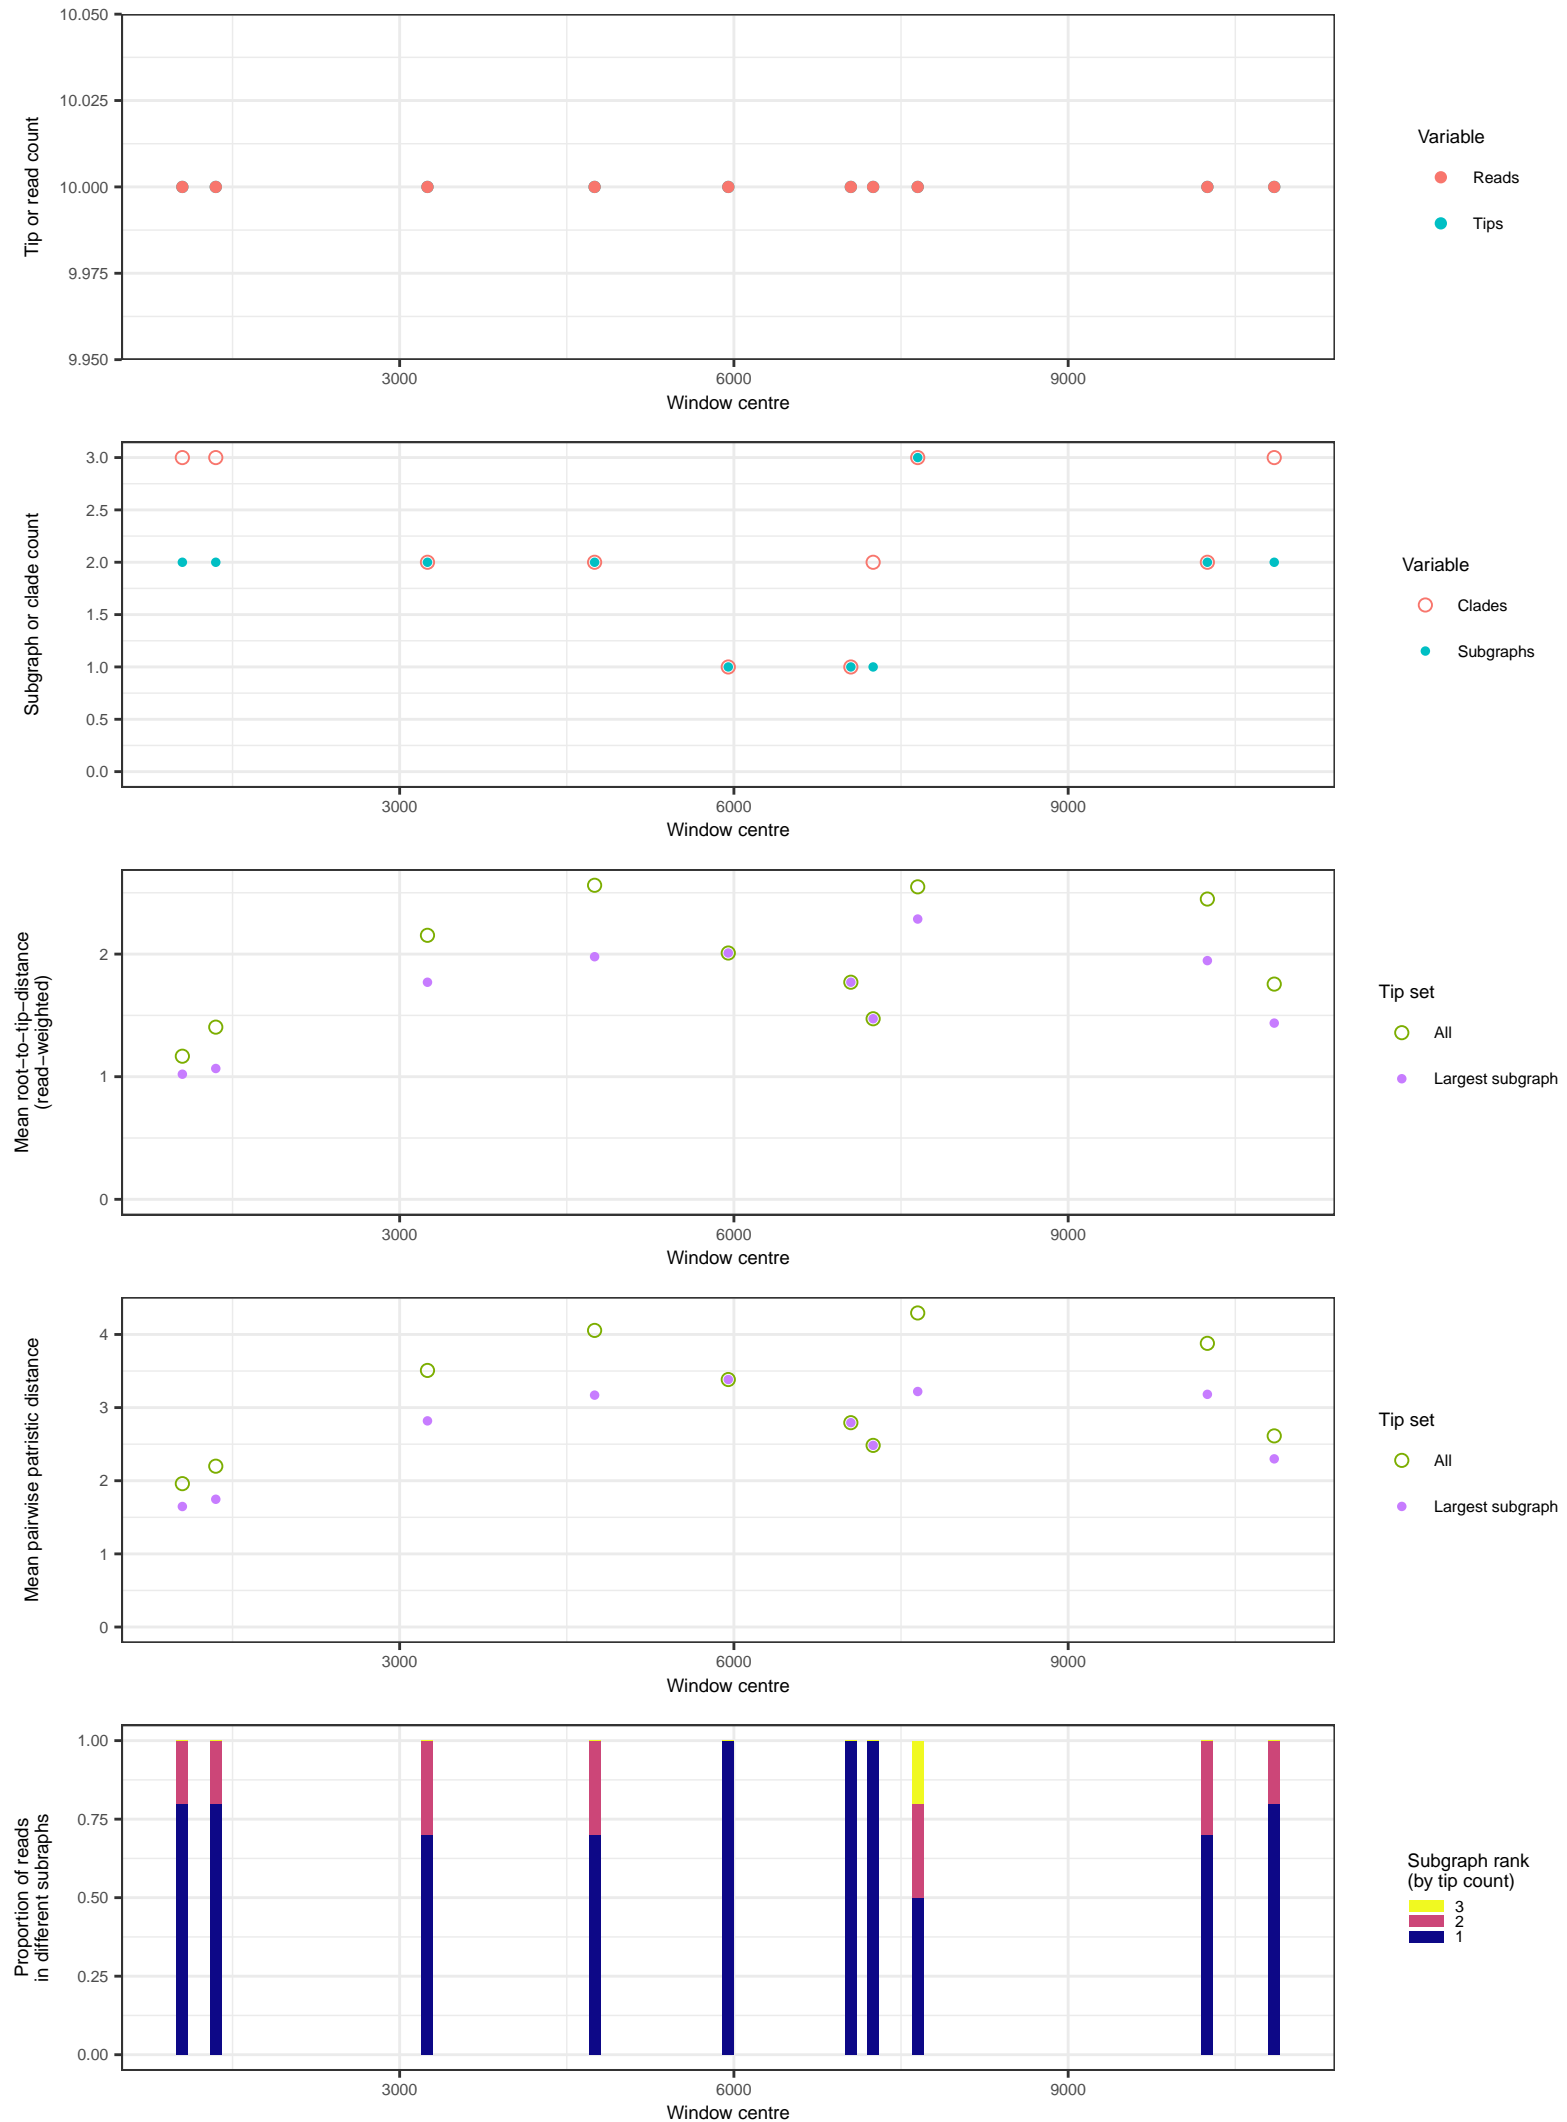 10.050
10.025
10.000
9.975
9.950
Tip or read count
3000
6000
9000
Window centre
Variable
Reads
Tips
3.0
2.5
2.0
1.5
1.0
0.5
0.0
Subgraph or clade count
3000
6000
9000
Window centre
Variable
Clades
Subgraphs
2
1
0
Mean root−to−tip−distance
(read−weighted)
3000
6000
9000
Window centre
Tip set
All
Largest subgraph
4
3
2
1
0
Mean pairwise patristic distance
3000
6000
9000
Window centre
Tip set
All
Largest subgraph
1.00
0.75
0.50
0.25
0.00
Proportion of reads
in different subraphs
3000
6000
9000
Window centre
Subgraph rank
(by tip count)
3
2
1